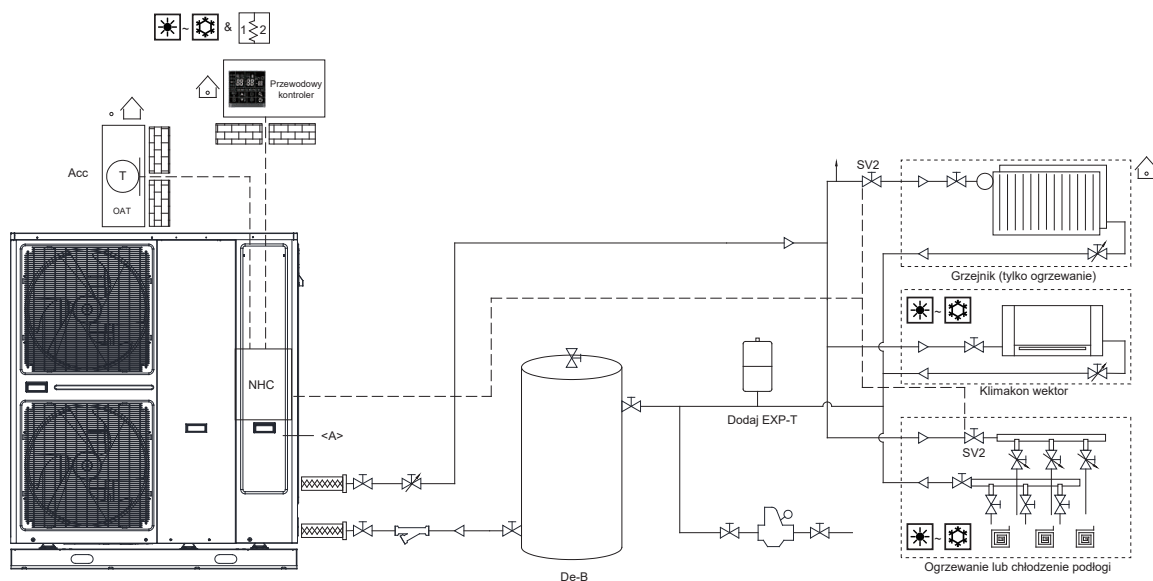 & 1 2
Przewodowy
kontroler
Acc
T
OAT
SV2
Grzejnik (tylko ogrzewanie)
NHC
Klimakon wektor
Dodaj EXP-T
<A>
SV2
De-B
Ogrzewanie lub chłodzenie podłogi